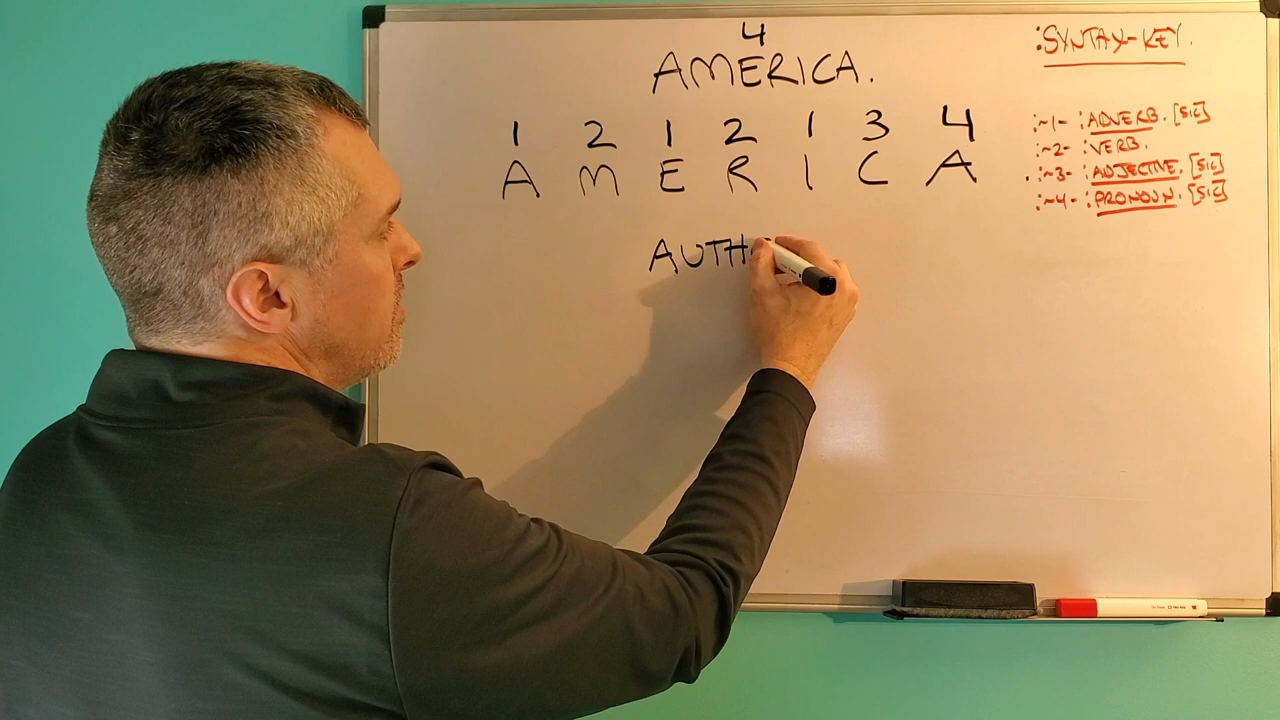 4
AMERICA.
1 2 1 2 1 3 4
A M E R I C A
AUTH
:SYNTAX-KEY.
:~1- :ADVERB. [SIC]
:~2- :VERB.
:~3- :ADJECTIVE. [SIC]
:~4- :PRONOUN. [SIC]